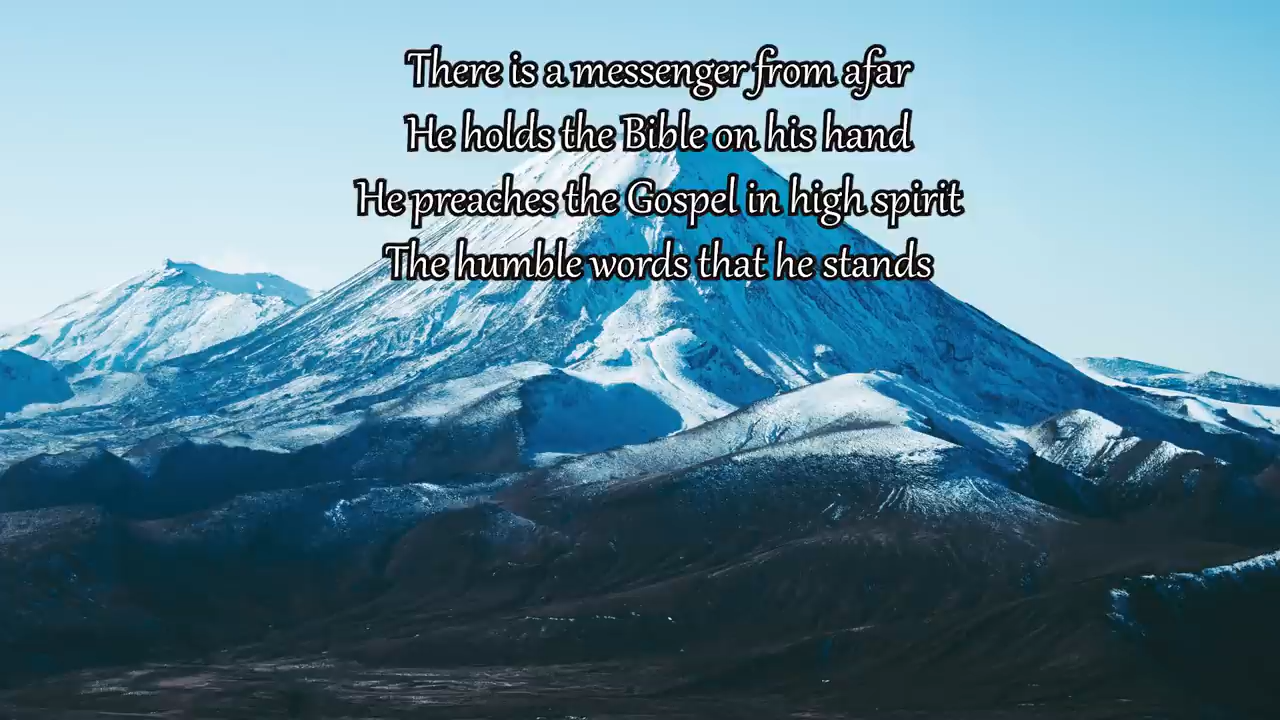 There is a messenger from afar
He holds the Bible on his hand
He preaches the Gospel in high spirit
The humble words that he stands